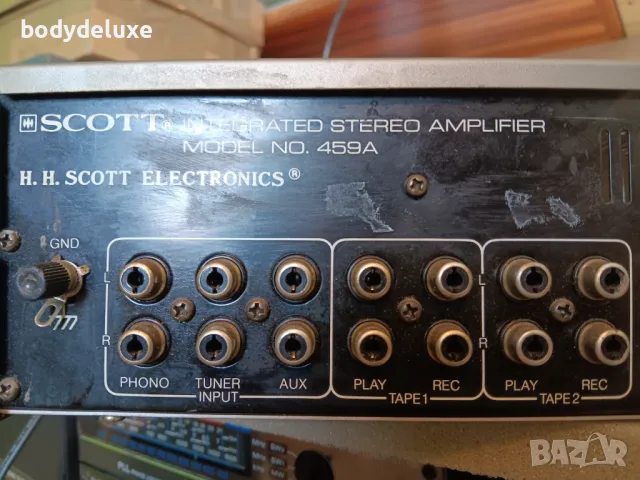 bodydeluxe
SCOTT® INTEGRATED STEREO AMPLIFIER
MODEL NO. 459A
H. H. SCOTT ELECTRONICS®
GND
L L
R R
PHONO TUNER AUX PLAY REC PLAY REC
INPUT TAPE 1 TAPE 2
BAZAR